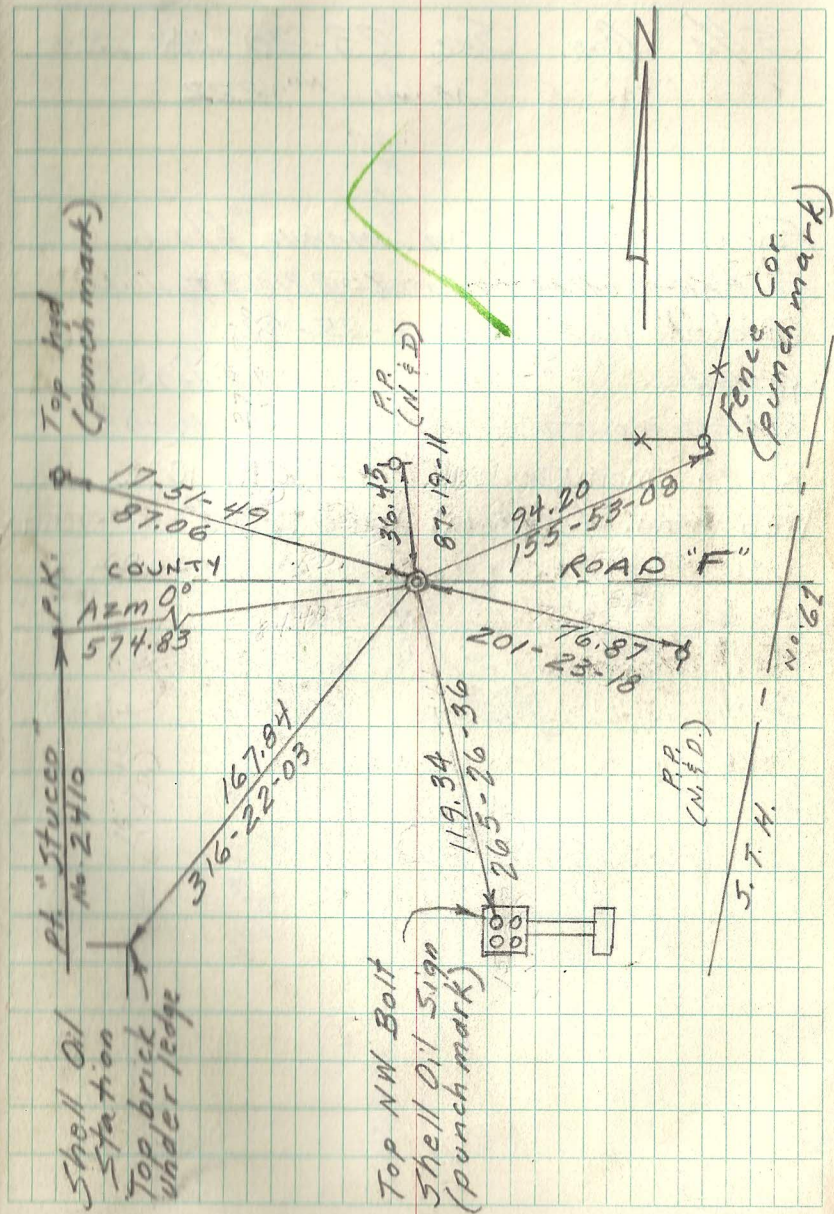 Top hyd
(punch mark)
P.K.
Ph. "Stucco"
No. 2410
Shell Oil
Station
Top brick
under ledge
17-51-49
87.06
COUNTY
Azm 0°
574.83
167.84
316-22-03
P.P.
(N. & D)
36.45
87-19-11
94.20
155-53-08
ROAD "F"
76.87
201-23-18
119.34
265-26-36
Top NW Bolt
Shell Oil Sign
(punch mark)
P.P.
(N. & D.)
Fence Cor.
(punch mark)
S. T. H.
No.
N